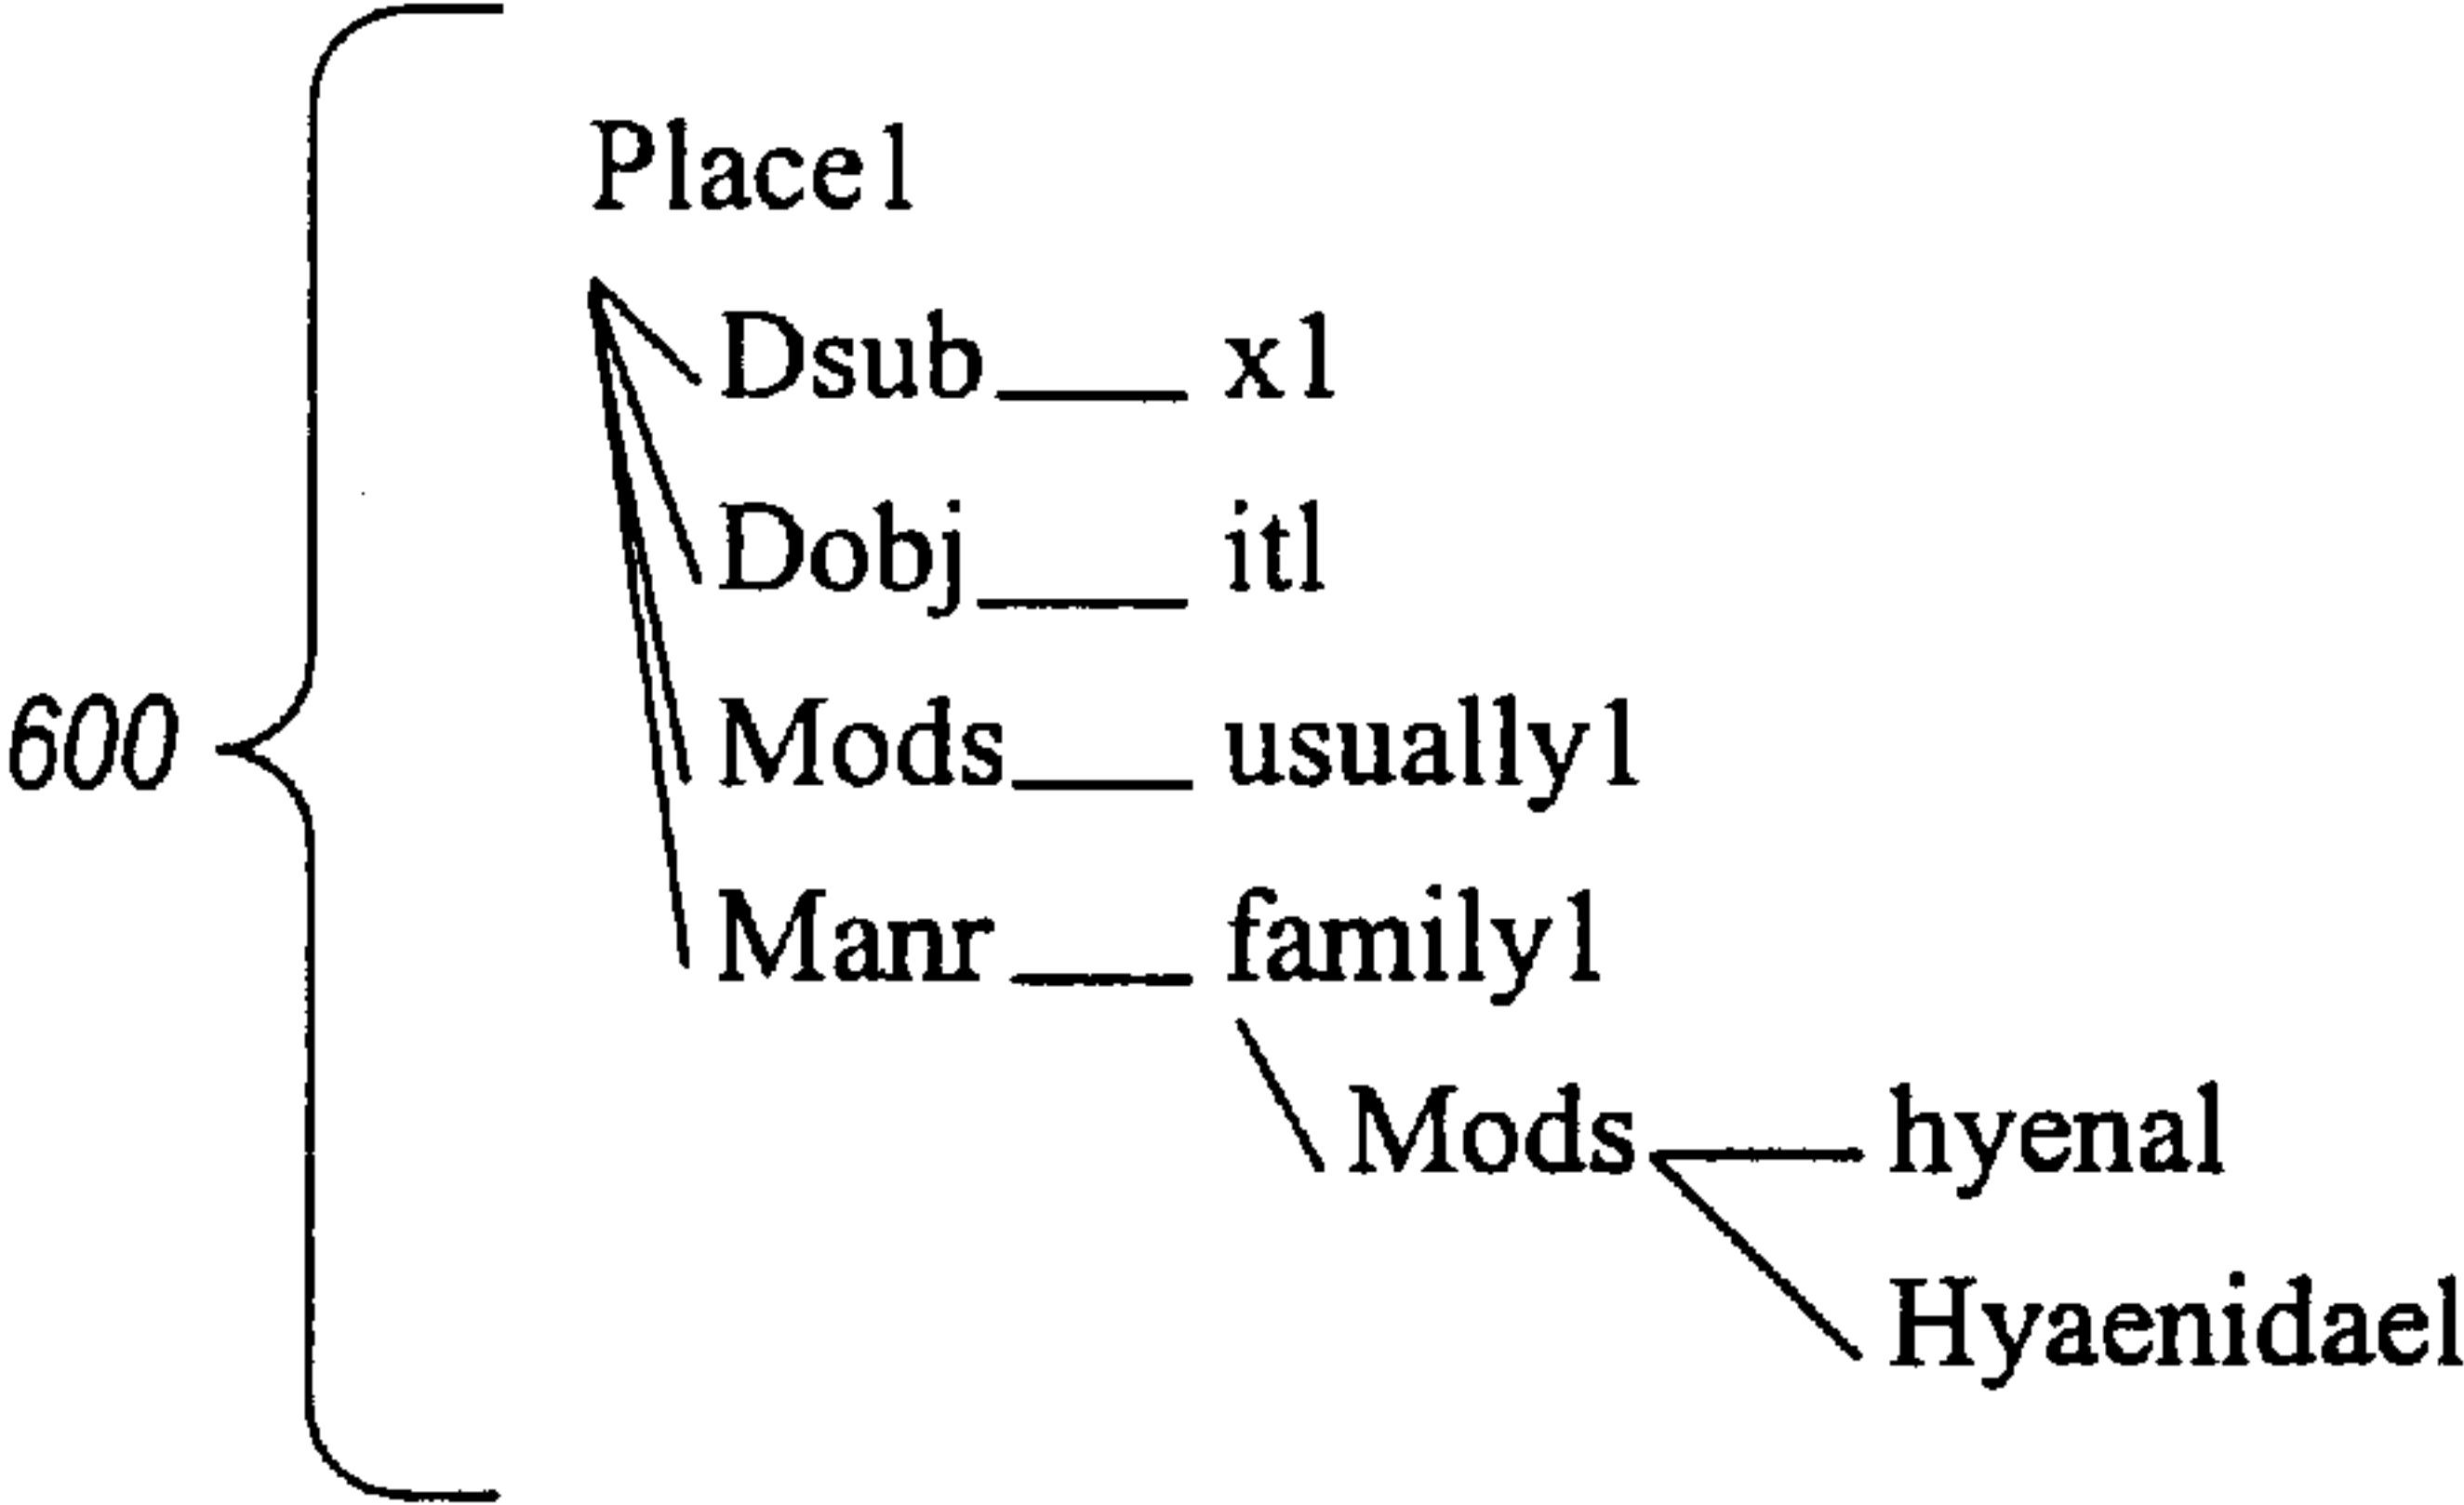 Place1
Dsub x1
Dobj it1
600
Mods usually1
Manr family1
Mods hyena1
Hyaenidae1